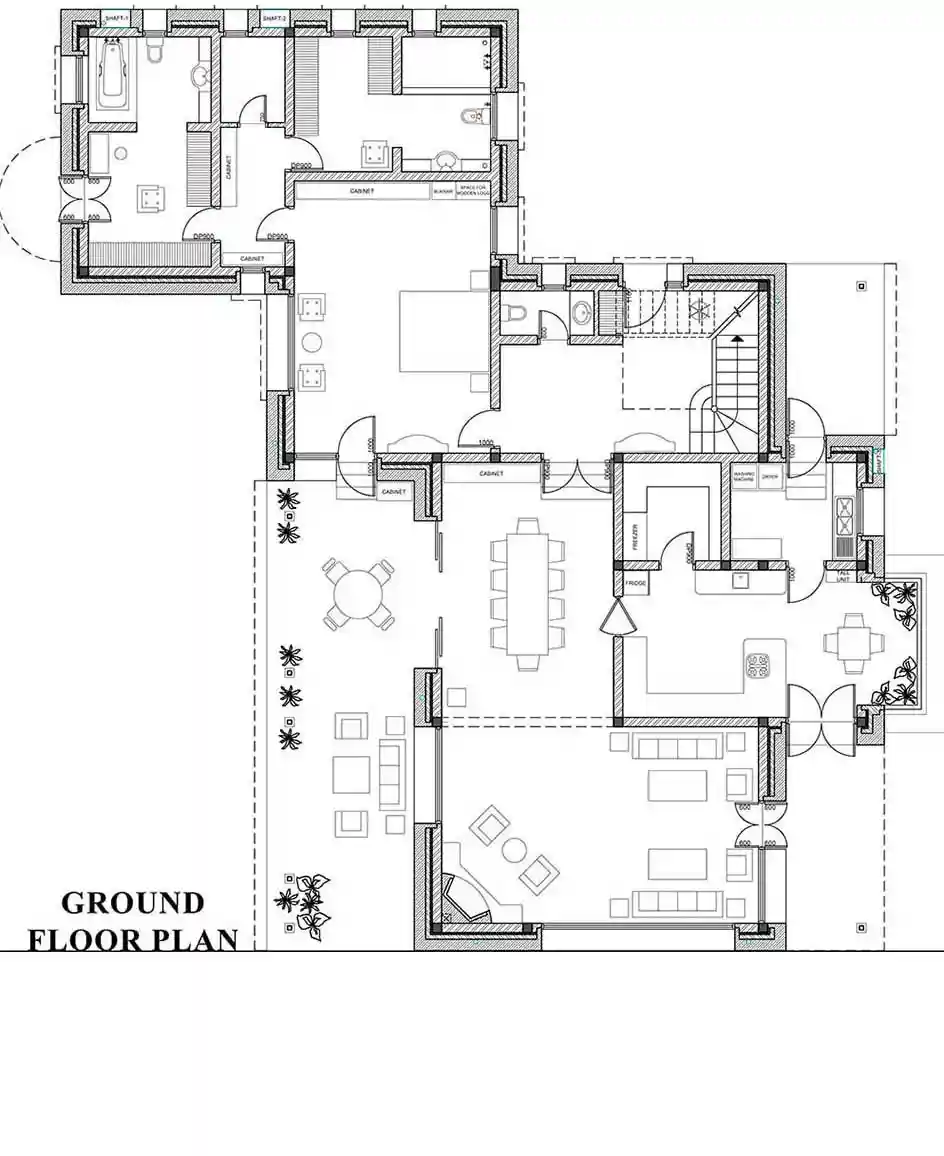 SHAFT-1
SHAFT-2
750
CABINET
DP900
600 600
600 600
CABINET
SPACE FOR
WOODEN LOGS
DP900
DP900
CABINET
600
1000
1000
1000
1000
1000
CABINET
CABINET
WASHING
MACHINE
DRYER
FREEZER
DP900
FRIDGE
1000
TALL
UNIT
600 600
600 600
GROUND
FLOOR PLAN